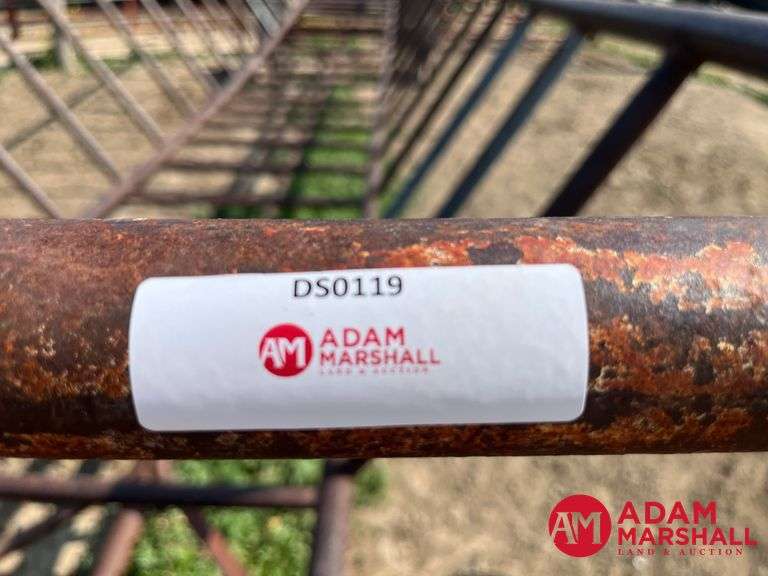 DS0119
AM ADAM
MARSHALL
LAND & AUCTION
AM ADAM
MARSHALL
LAND & AUCTION